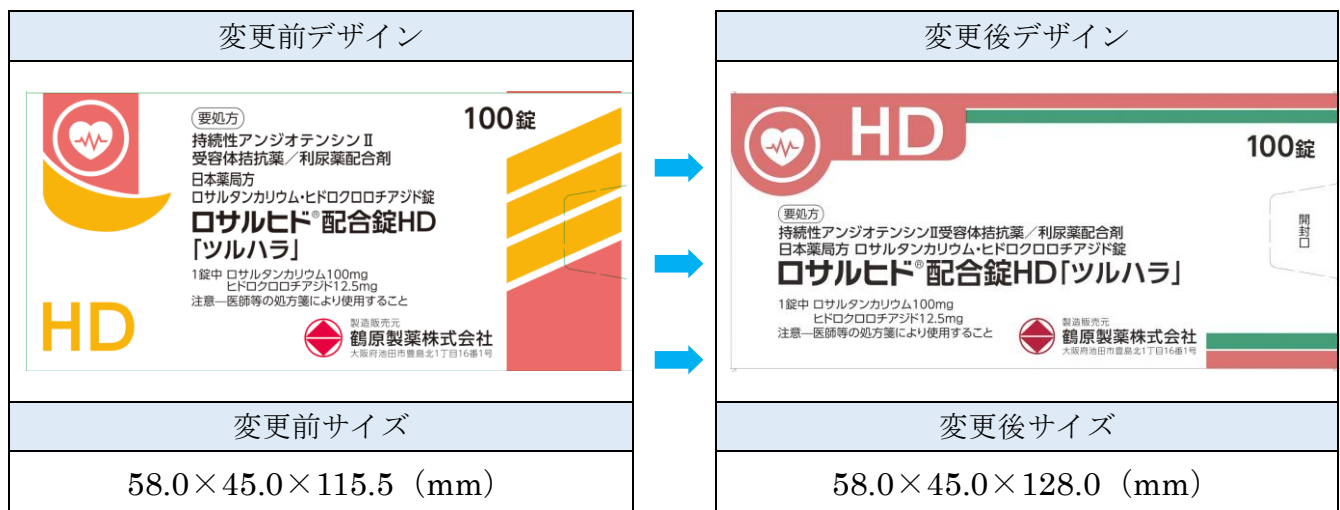 変更前デザイン
要処方
持続性アンジオテンシンⅡ
受容体拮抗薬／利尿薬配合剤
日本薬局方
ロサルタンカリウム・ヒドロクロロチアジド錠
ロサルヒド®配合錠HD
「ツルハラ」
1錠中 ロサルタンカリウム100mg
ヒドロクロロチアジド12.5mg
注意―医師等の処方箋により使用すること
100錠
HD
製造販売元
鶴原製薬株式会社
大阪府池田市豊島北1丁目16番1号
変更前サイズ
58.0×45.0×115.5（mm）
変更後デザイン
HD
100錠
開封口
要処方
持続性アンジオテンシンⅡ受容体拮抗薬／利尿薬配合剤
日本薬局方 ロサルタンカリウム・ヒドロクロロチアジド錠
ロサルヒド®配合錠HD「ツルハラ」
1錠中 ロサルタンカリウム100mg
ヒドロクロロチアジド12.5mg
注意―医師等の処方箋により使用すること
製造販売元
鶴原製薬株式会社
大阪府池田市豊島北1丁目16番1号
変更後サイズ
58.0×45.0×128.0（mm）